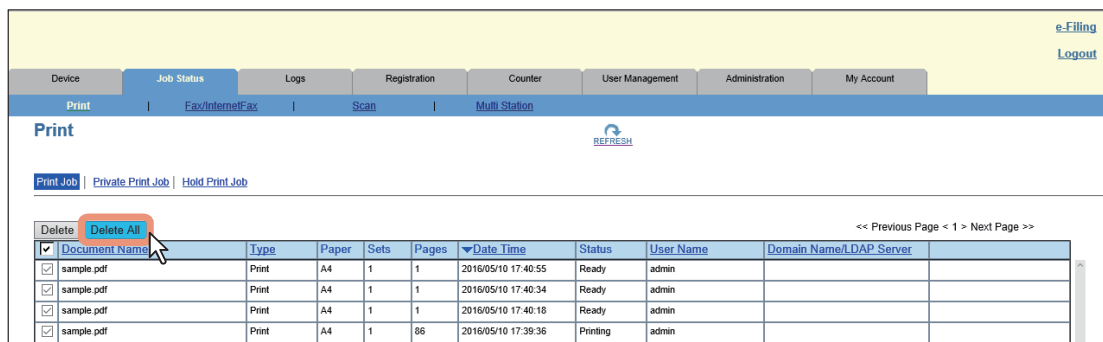 e-Filing
Logout
Device Job Status Logs Registration Counter User Management Administration My Account
Print | Fax/InternetFax | Scan | Multi Station
Print
REFRESH
Print Job | Private Print Job | Hold Print Job
Delete Delete All << Previous Page < 1 > Next Page >>
Document Name Type Paper Sets Pages Date Time Status User Name Domain Name/LDAP Server
sample.pdf Print A4 1 1 2016/05/10 17:40:55 Ready admin
sample.pdf Print A4 1 1 2016/05/10 17:40:34 Ready admin
sample.pdf Print A4 1 1 2016/05/10 17:40:18 Ready admin
sample.pdf Print A4 1 86 2016/05/10 17:39:36 Printing admin